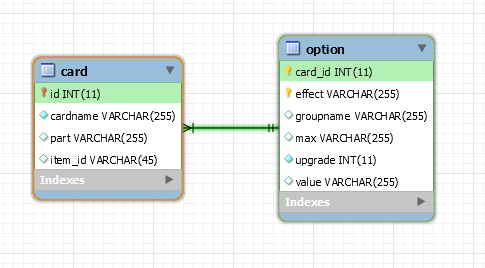 card
id INT(11)
cardname VARCHAR(255)
part VARCHAR(255)
item_id VARCHAR(45)
Indexes
option
card_id INT(11)
effect VARCHAR(255)
groupname VARCHAR(255)
max VARCHAR(255)
upgrade INT(11)
value VARCHAR(255)
Indexes